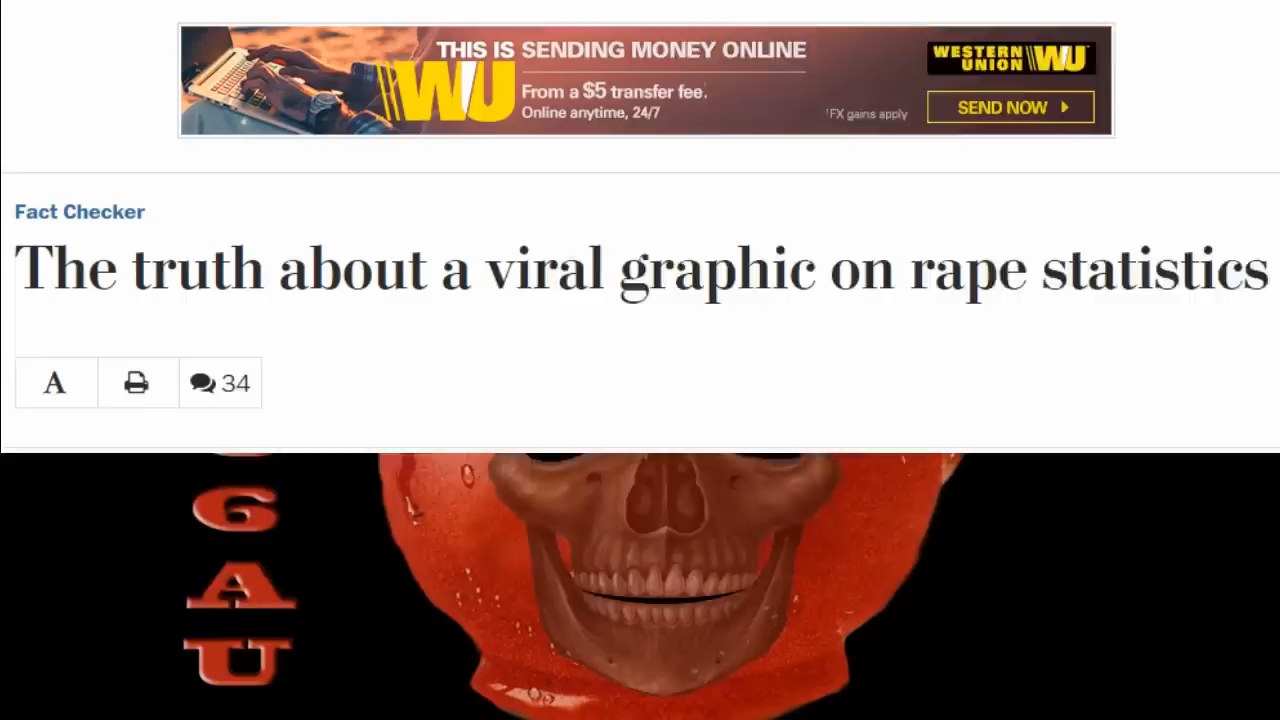 THIS IS SENDING MONEY ONLINE
WU
From a $5 transfer fee.
Online anytime, 24/7
¹FX gains apply
WESTERN UNION WU
SEND NOW
Fact Checker
The truth about a viral graphic on rape statistics
A
34
6
A
U